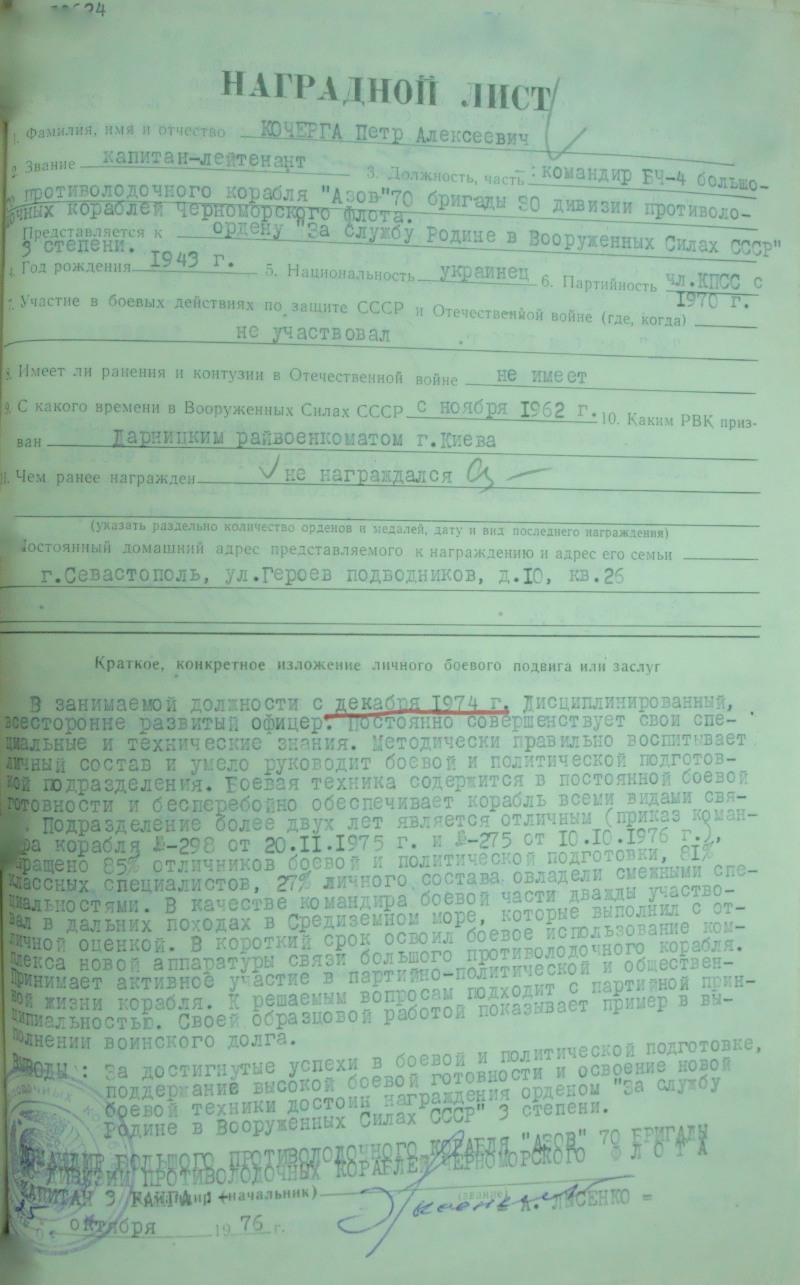 НАГРАДНОЙ ЛИСТ
1. Фамилия, имя и отчество КОЧЕРГА Петр Алексеевич
2. Звание капитан-лейтенант 3. Должность, часть: командир БЧ-4 большо-
го противолодочного корабля "Азов" 70 бригады 30 дивизии противоло-
дочных кораблей Черноморского флота.
Представляется к ордену "За Службу Родине в Вооруженных Силах СССР"
3 степени.
4. Год рождения 1943 г. 5. Национальность украинец 6. Партийность чл.КПСС с
1970 г.
7. Участие в боевых действиях по защите СССР и Отечественной войне (где, когда)
не участвовал
8. Имеет ли ранения и контузии в Отечественной войне не имеет
9. С какого времени в Вооруженных Силах СССР с ноября 1962 г. 10. Каким РВК приз-
ван Дарницким райвоенкоматом г.Киева
11. Чем ранее награжден не награждался
(указать раздельно количество орденов и медалей, дату и вид последнего награждения)
Постоянный домашний адрес представляемого к награждению и адрес его семьи
г.Севастополь, ул.Героев подводников, д.10, кв.26
Краткое, конкретное изложение личного боевого подвига или заслуг
В занимаемой должности с декабря 1974 г. Дисциплинированный,
всесторонне развитый офицер. Постоянно совершенствует свои спе-
циальные и технические знания. Методически правильно воспитывает
личный состав и умело руководит боевой и политической подготов-
кой подразделения. Боевая техника содержится в постоянной боевой
готовности и бесперебойно обеспечивает корабль всеми видами свя-
. Подразделение более двух лет является отличным (приказ коман-
ра корабля №-298 от 20.11.1975 г. и №-275 от 10.10.1976 г.),
ращено 85% отличников боевой и политической подготовки, 81%
классных специалистов, 27% личного состава овладели смежными спе-
циальностями. В качестве командира боевой части дважды участво-
вал в дальних походах в Средиземном море, которые выполнил с от-
личной оценкой. В короткий срок освоил боевое использование ком-
плекса новой аппаратуры связи большого противолодочного корабля.
Принимает активное участие в партийно-политической и обществен-
ной жизни корабля. К решаемым вопросам подходит с партийной прин-
ципиальностью. Своей образцовой работой показывает пример в вы-
полнении воинского долга.
ВЫВОДЫ: За достигнутые успехи в боевой и политической подготовке,
поддержание высокой боевой готовности и освоение новой
боевой техники достоин награждения орденом "За службу
Родине в Вооруженных Силах СССР" 3 степени.
КОМАНДИР БОЛЬШОГО ПРОТИВОЛОДОЧНОГО КОРАБЛЯ "АЗОВ" 70 БРИГАДЫ
ДИВИЗИИ ПРОТИВОЛОДОЧНЫХ КОРАБЛЕЙ ЧЕРНОМОРСКОГО ФЛОТА
КАПИТАН 3 РАНГА (начальник) (звание) ЛЫСЕНКО
15 октября 1976 г.